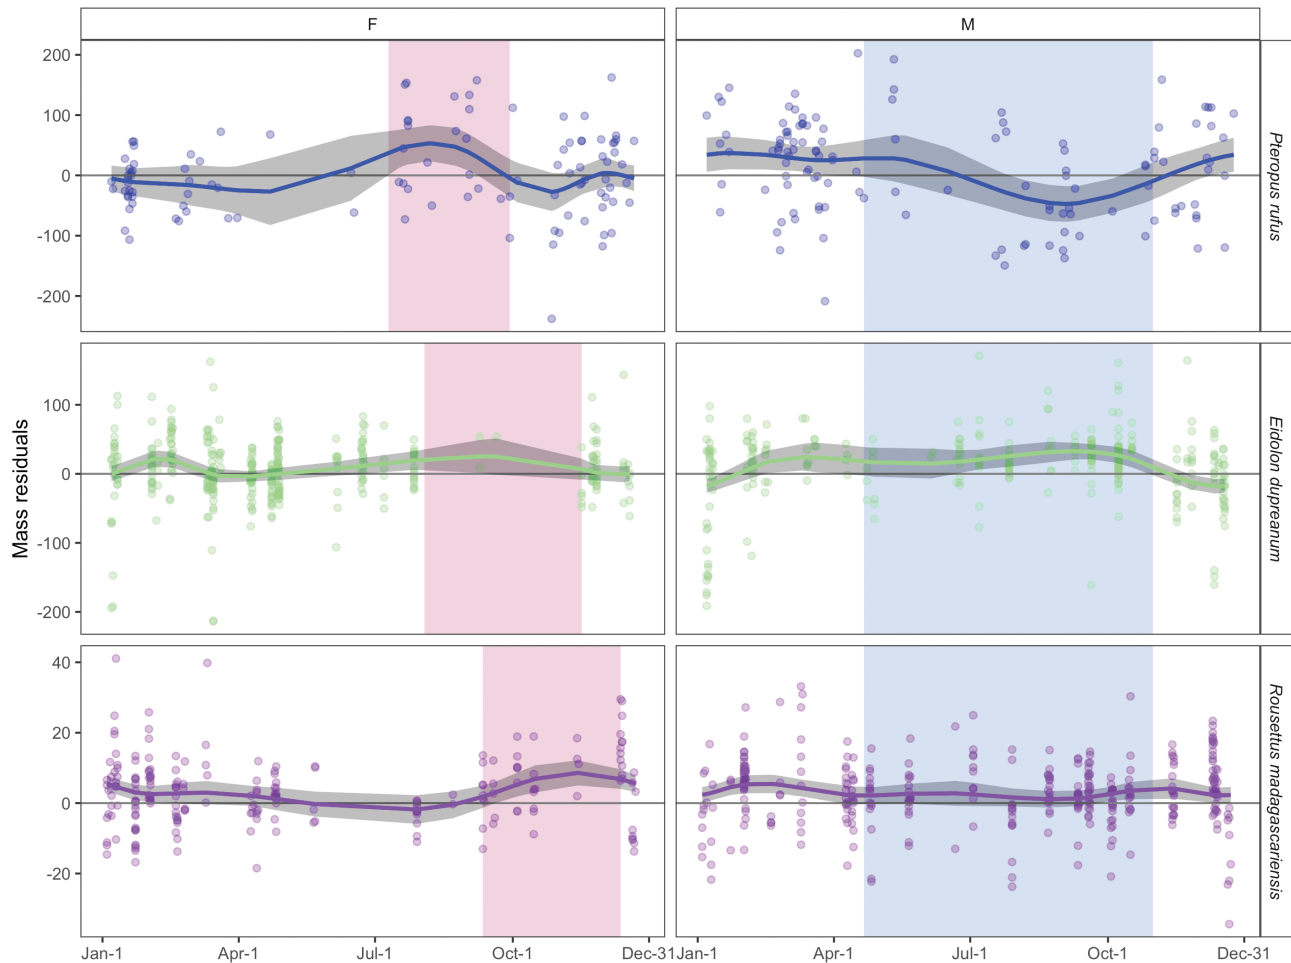 F
M
200
100
0
-100
-200
Pteropus rufus
100
0
-100
-200
Eidolon dupreanum
Mass residuals
40
20
0
-20
Rousettus madagascariensis
Jan-1
Apr-1
Jul-1
Oct-1
Dec-31
Jan-1
Apr-1
Jul-1
Oct-1
Dec-31